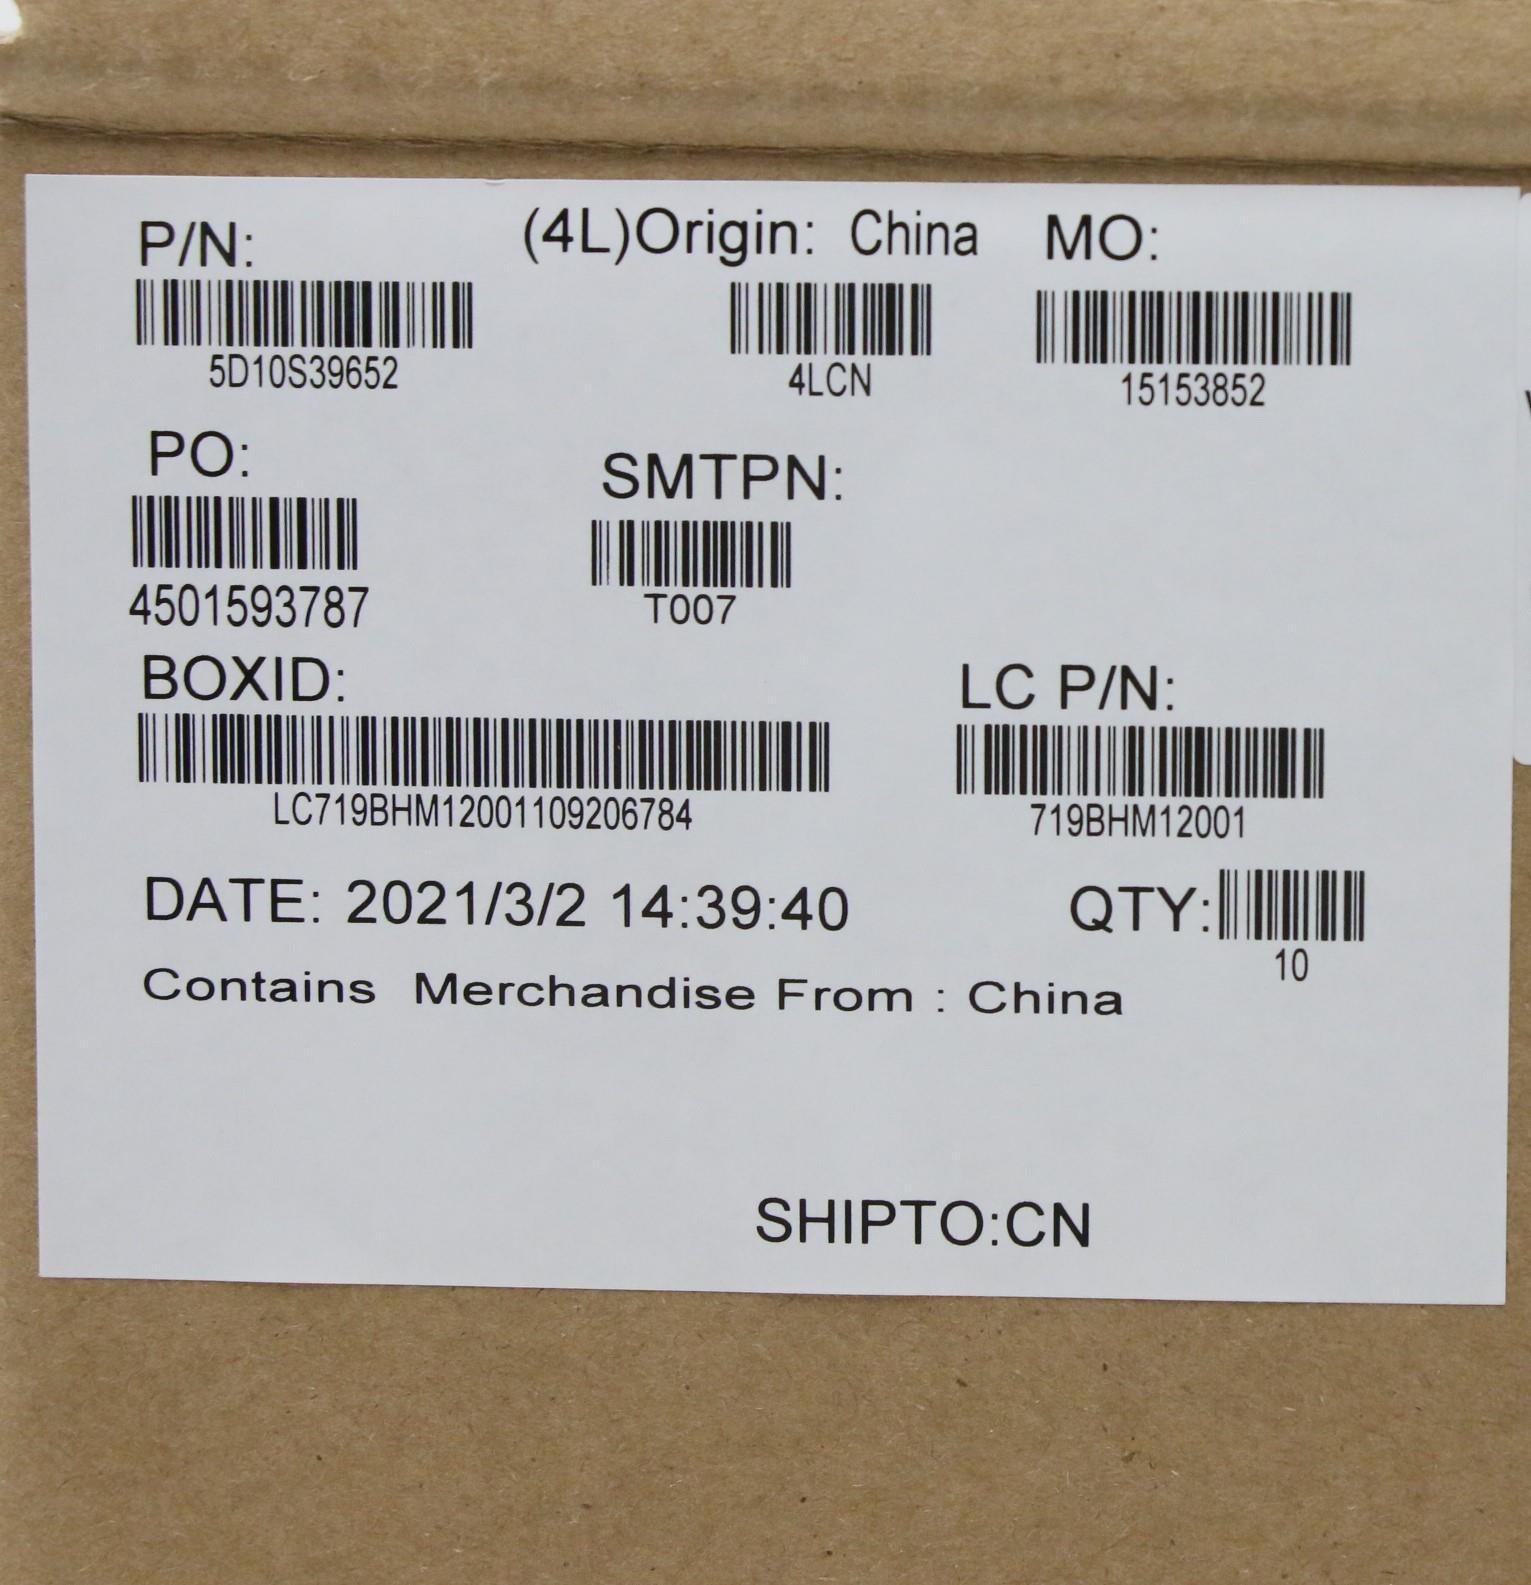 P/N: (4L)Origin: China MO:
5D10S39652 4LCN 15153852
PO: SMTPN:
4501593787 T007
BOXID: LC P/N:
LC719BHM12001109206784 719BHM12001
DATE: 2021/3/2 14:39:40 QTY:
10
Contains Merchandise From : China
SHIPTO:CN